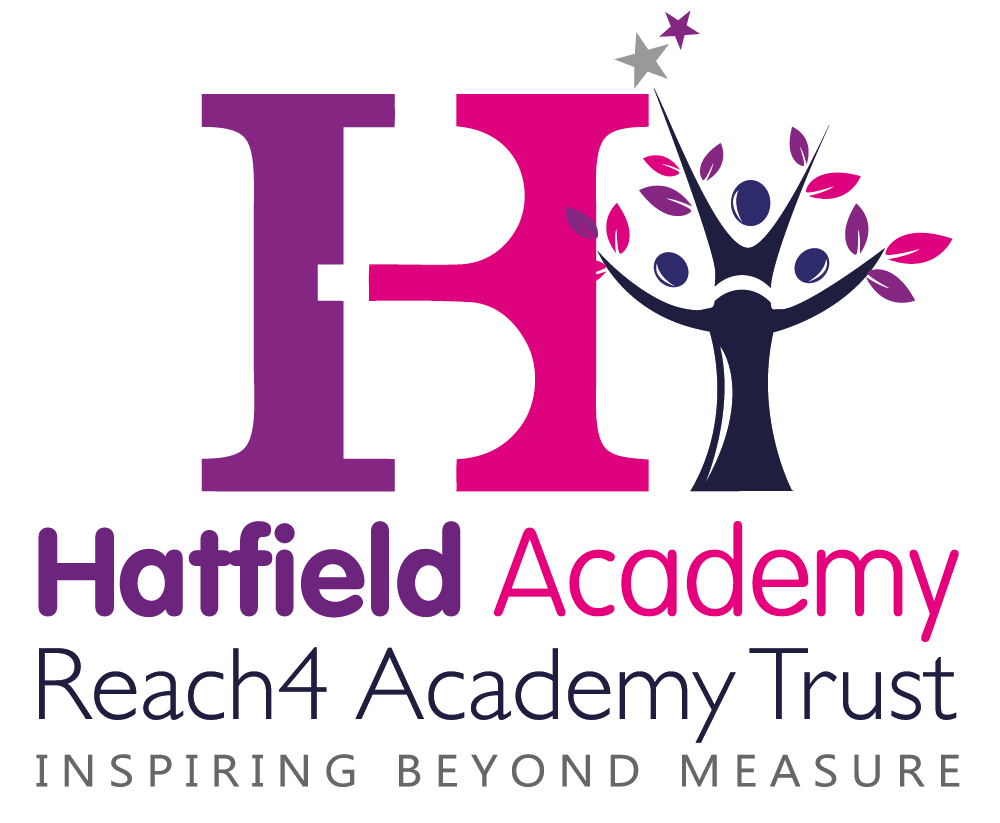 H
Hatfield Academy
Reach4 Academy Trust
INSPIRING BEYOND MEASURE